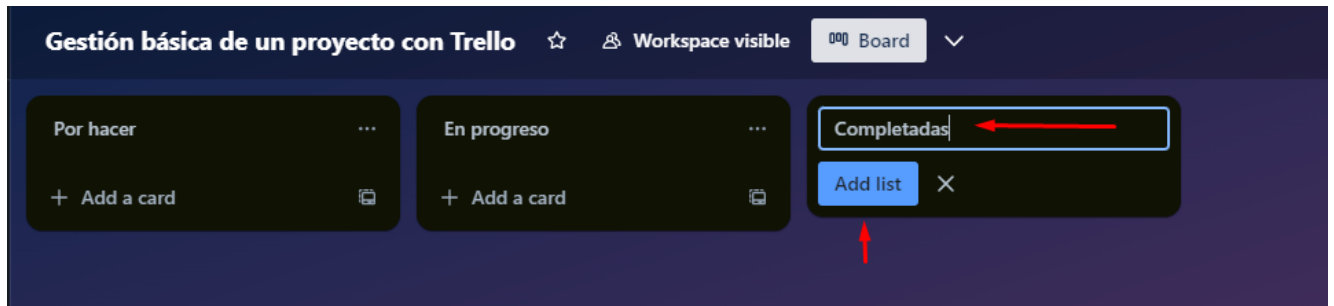 Gestión básica de un proyecto con Trello Workspace visible Board
Por hacer
En progreso
Completadas
+ Add a card
+ Add a card
Add list